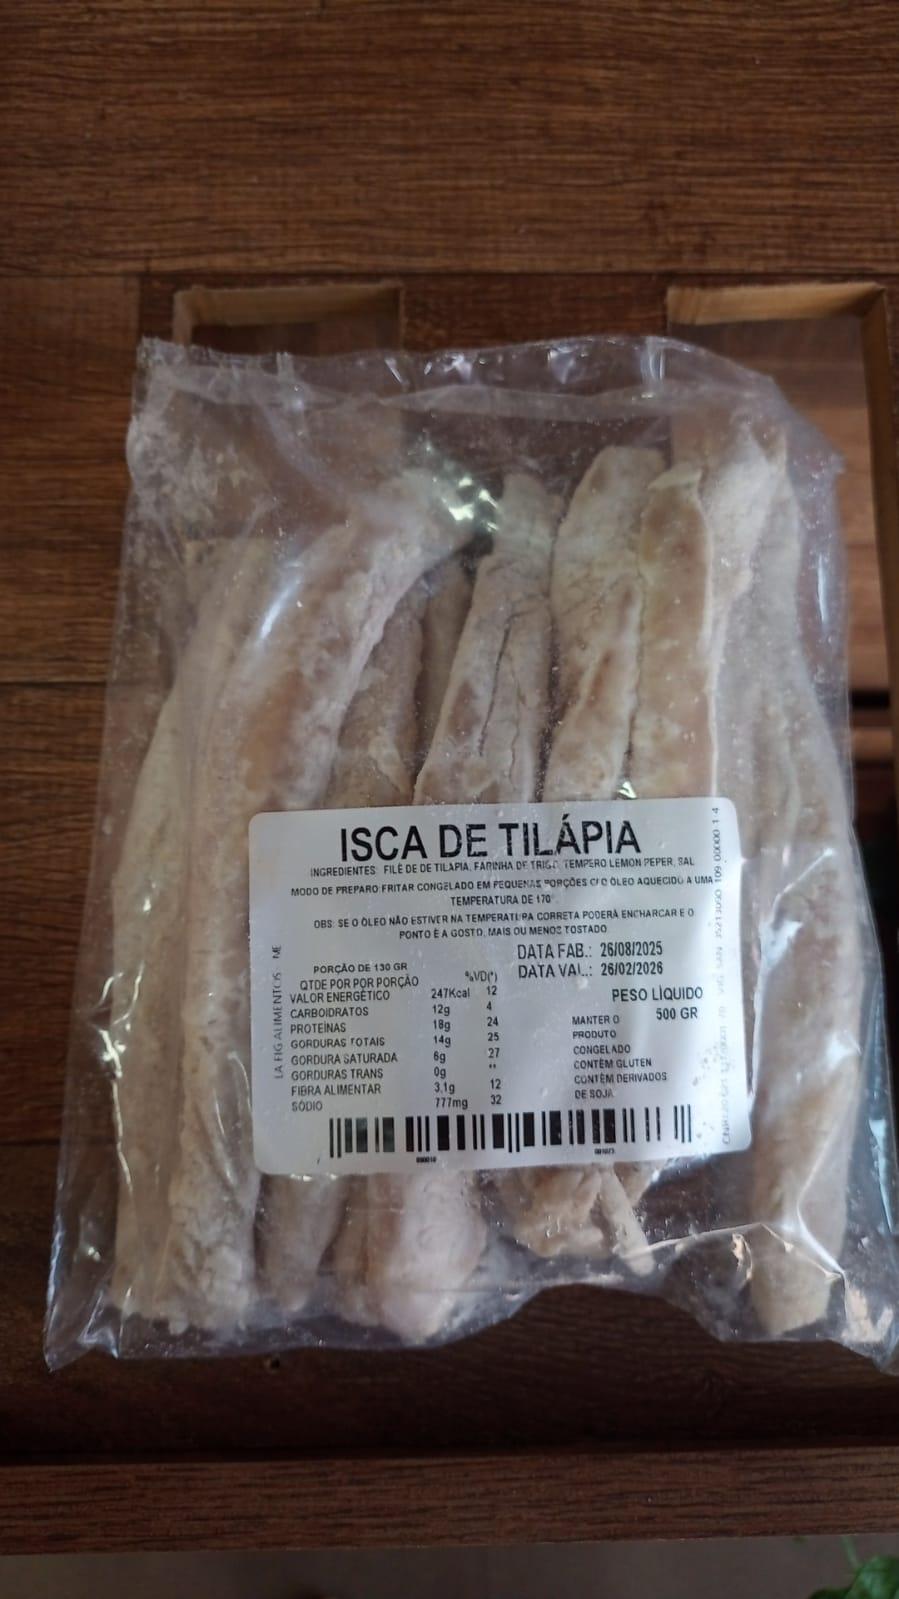 ISCA DE TILÁPIA
INGREDIENTES: FILÉ DE DE TILAPIA, FARINHA DE TRIGO, TEMPERO LEMON PEPER, SAL
MODO DE PREPARO:FRITAR CONGELADO EM PEQUENAS PORÇÕES C/ O ÓLEO AQUECIDO A UMA
TEMPERATURA DE 170°
OBS: SE O ÓLEO NÃO ESTIVER NA TEMPERATURA CORRETA PODERÁ ENCHARCAR E O
PONTO É A GOSTO, MAIS OU MENOS TOSTADO
DATA FAB.: 26/08/2025
DATA VAL.: 26/02/2026
PESO LÍQUIDO
500 GR
PORÇÃO DE 130 GR
QTDE POR POR PORÇÃO %VD(*)
VALOR ENERGÉTICO 247Kcal 12
CARBOIDRATOS 12g 4
PROTEÍNAS 18g 24
GORDURAS TOTAIS 14g 25
GORDURA SATURADA 6g 27
GORDURAS TRANS 0g **
FIBRA ALIMENTAR 3,1g 12
SÓDIO 777mg 32
MANTER O
PRODUTO
CONGELADO
CONTÉM GLUTEN
CONTÉM DERIVADOS
DE SOJA
LA FIG ALIMENTOS ME